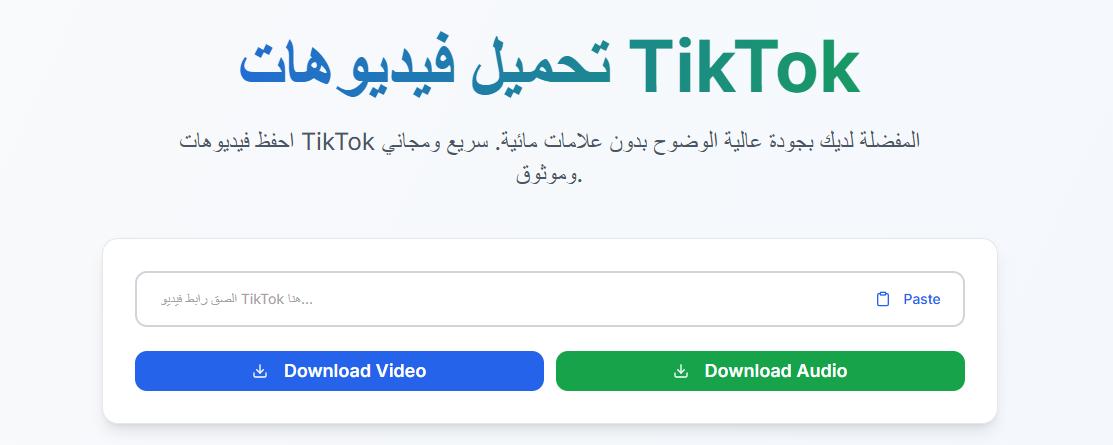 تحميل فيديوهات TikTok
احفظ فيديوهات TikTok المفضلة لديك بجودة عالية الوضوح بدون علامات مائية. سريع ومجاني
وموثوق.
الصق رابط فيديو TikTok هنا...
Paste
Download Video
Download Audio